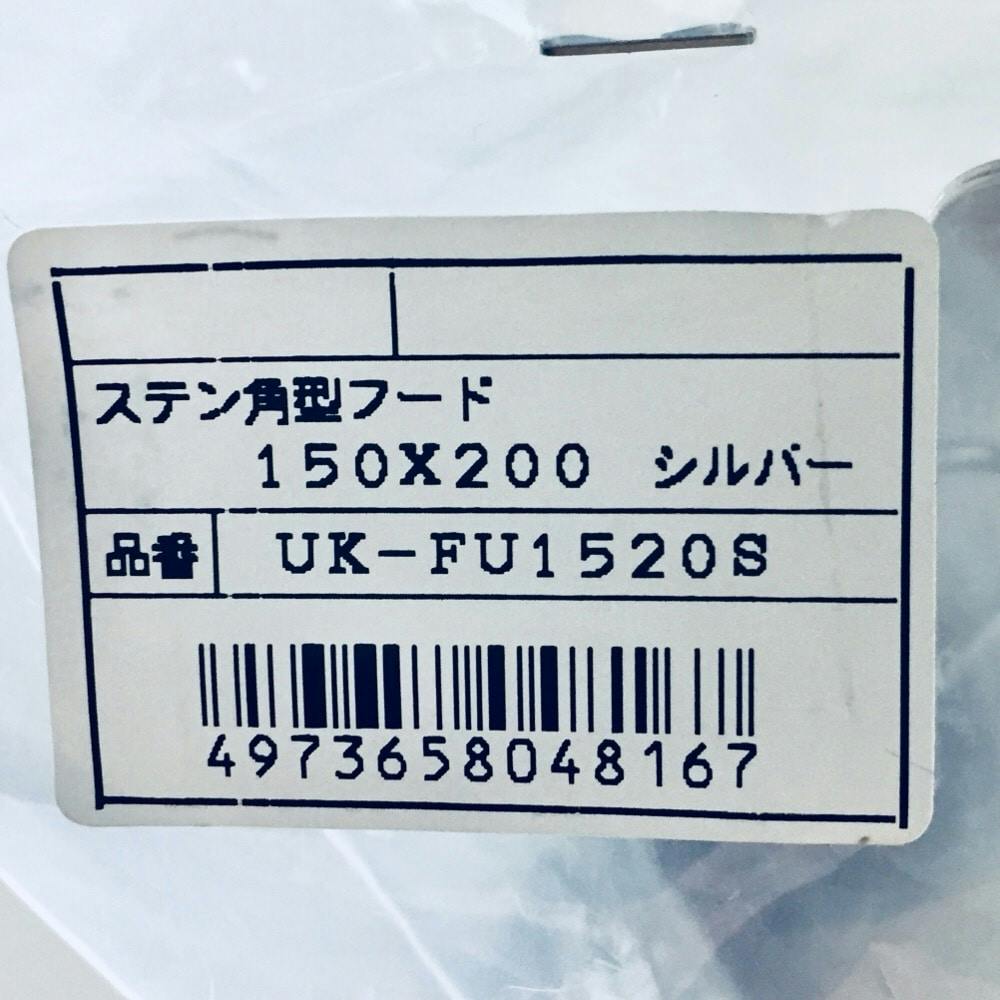 ステン角型フード
150X200 シルバー
品番 UK-FU1520S
4973658048167